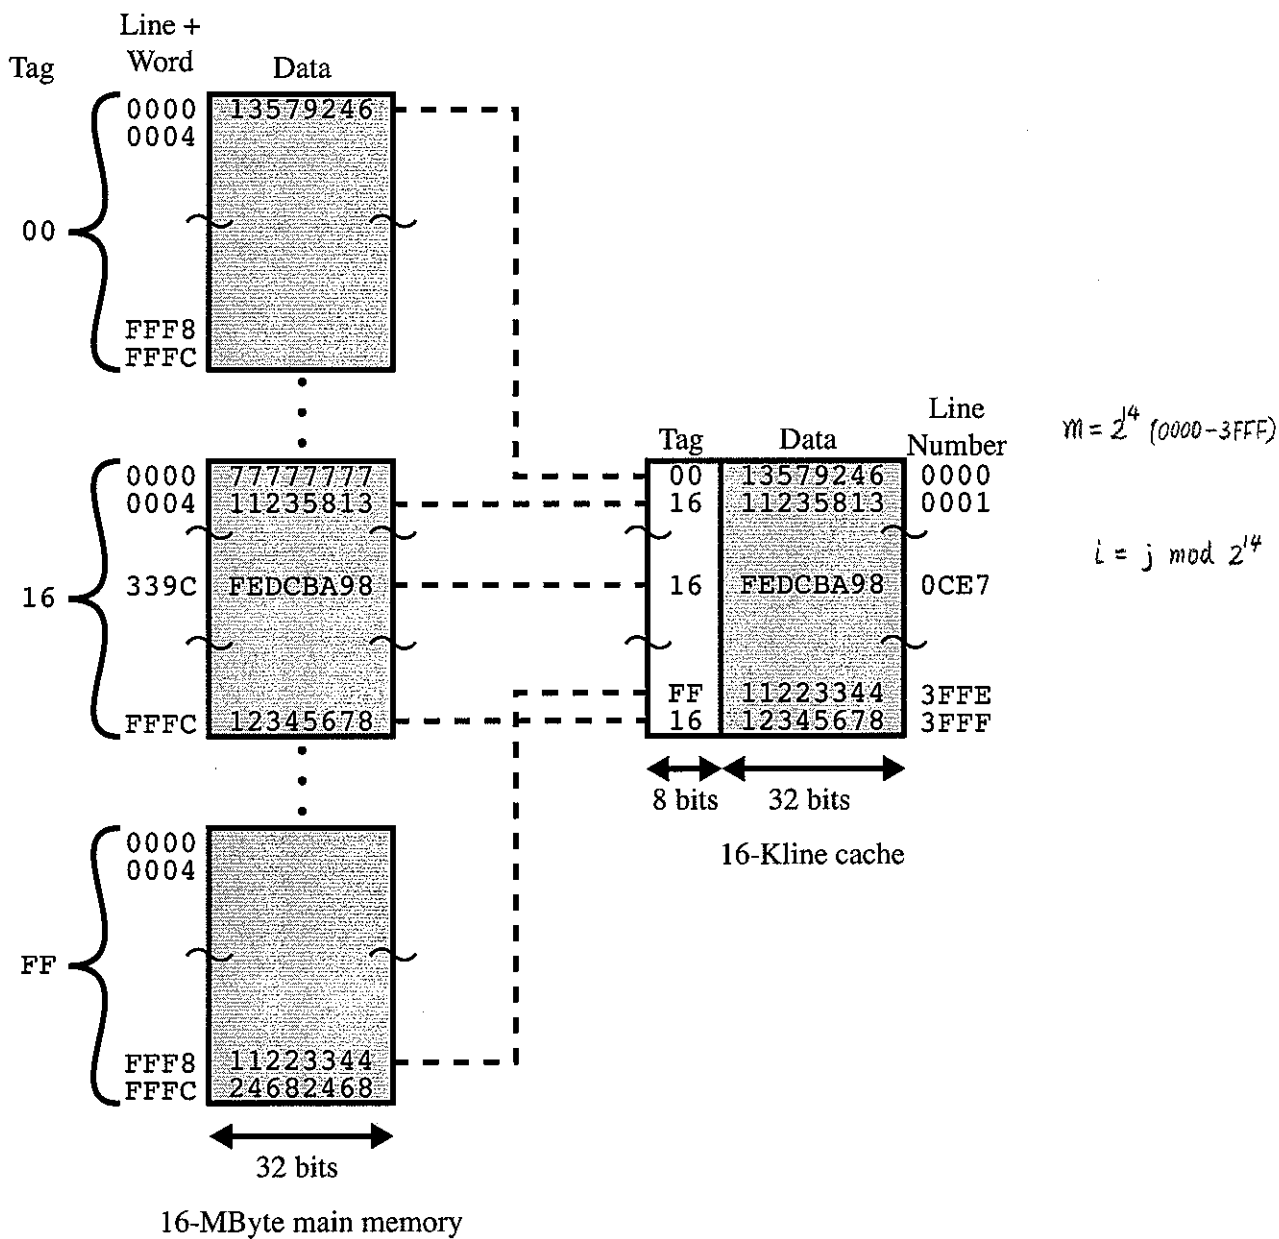 Line +
Word
Tag
Data
0000 13579246
0004
00
FFF8
FFFC
Line
Number
Tag
Data
m = 2^14 (0000-3FFF)
0000 77777777
0004 11235813
339C FEDCBA98
16
FFFC 12345678
00 13579246 0000
16 11235813 0001
16 FEDCBA98 0CE7
FF 11223344 3FFE
16 12345678 3FFF
i = j mod 2^14
8 bits
32 bits
16-Kline cache
0000
0004
FF
FFF8 11223344
FFFC 24682468
32 bits
16-MByte main memory